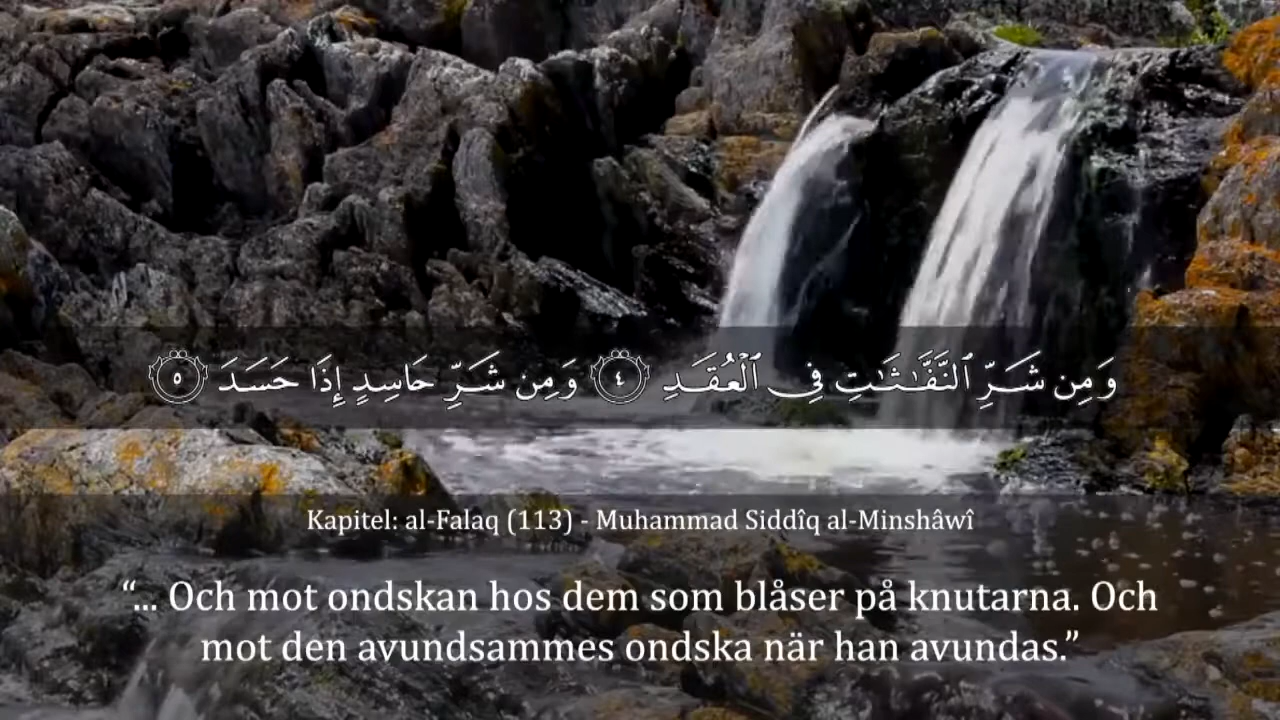 وَمِن شَرِّ ٱلنَّفَّـٰثَـٰتِ فِى ٱلْعُقَدِ ٤ وَمِن شَرِّ حَاسِدٍ إِذَا حَسَدَ ٥
Kapitel: al-Falaq (113) - Muhammad Siddîq al-Minshâwî
“... Och mot ondskan hos dem som blåser på knutarna. Och
mot den avundsammes ondska när han avundas.”